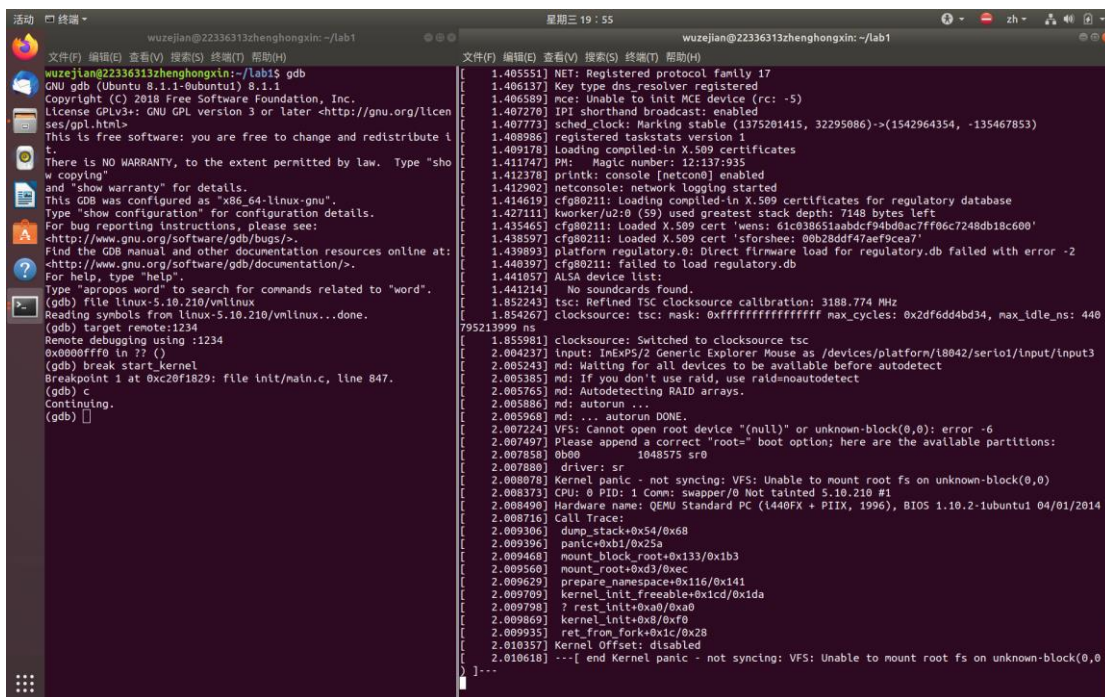 活动 终端
星期三 19：55
zh
wuzejian@22336313zhenghongxin: ~/lab1
文件(F) 编辑(E) 查看(V) 搜索(S) 终端(T) 帮助(H)
wuzejian@22336313zhenghongxin:~/lab1$ gdb
GNU gdb (Ubuntu 8.1.1-0ubuntu1) 8.1.1
Copyright (C) 2018 Free Software Foundation, Inc.
License GPLv3+: GNU GPL version 3 or later <http://gnu.org/licen
ses/gpl.html>
This is free software: you are free to change and redistribute i
t.
There is NO WARRANTY, to the extent permitted by law.  Type "sho
w copying"
and "show warranty" for details.
This GDB was configured as "x86_64-linux-gnu".
Type "show configuration" for configuration details.
For bug reporting instructions, please see:
<http://www.gnu.org/software/gdb/bugs/>.
Find the GDB manual and other documentation resources online at:
<http://www.gnu.org/software/gdb/documentation/>.
For help, type "help".
Type "apropos word" to search for commands related to "word".
(gdb) file linux-5.10.210/vmlinux
Reading symbols from linux-5.10.210/vmlinux...done.
(gdb) target remote:1234
Remote debugging using :1234
0x0000fff0 in ?? ()
(gdb) break start_kernel
Breakpoint 1 at 0xc20f1829: file init/main.c, line 847.
(gdb) c
Continuing.
(gdb)
wuzejian@22336313zhenghongxin: ~/lab1
文件(F) 编辑(E) 查看(V) 搜索(S) 终端(T) 帮助(H)
[    1.405551] NET: Registered protocol family 17
[    1.406137] Key type dns_resolver registered
[    1.406589] mce: Unable to init MCE device (rc: -5)
[    1.407270] IPI shorthand broadcast: enabled
[    1.407773] sched_clock: Marking stable (1375201415, 32295086)->(1542964354, -135467853)
[    1.408986] registered taskstats version 1
[    1.409178] Loading compiled-in X.509 certificates
[    1.411747] PM:   Magic number: 12:137:935
[    1.412378] printk: console [netcon0] enabled
[    1.412902] netconsole: network logging started
[    1.414619] cfg80211: Loading compiled-in X.509 certificates for regulatory database
[    1.427111] kworker/u2:0 (59) used greatest stack depth: 7148 bytes left
[    1.435465] cfg80211: Loaded X.509 cert 'wens: 61c038651aabdcf94bd0ac7ff06c7248db18c600'
[    1.438597] cfg80211: Loaded X.509 cert 'sforshee: 00b28ddf47aef9cea7'
[    1.439893] platform regulatory.0: Direct firmware load for regulatory.db failed with error -2
[    1.440397] cfg80211: failed to load regulatory.db
[    1.441057] ALSA device list:
[    1.441214]   No soundcards found.
[    1.852243] tsc: Refined TSC clocksource calibration: 3188.774 MHz
[    1.854267] clocksource: tsc: mask: 0xffffffffffffffff max_cycles: 0x2df6dd4bd34, max_idle_ns: 440
795213999 ns
[    1.855981] clocksource: Switched to clocksource tsc
[    2.004237] input: ImExPS/2 Generic Explorer Mouse as /devices/platform/i8042/serio1/input/input3
[    2.005243] md: Waiting for all devices to be available before autodetect
[    2.005385] md: If you don't use raid, use raid=noautodetect
[    2.005765] md: Autodetecting RAID arrays.
[    2.005886] md: autorun ...
[    2.005968] md: ... autorun DONE.
[    2.007224] VFS: Cannot open root device "(null)" or unknown-block(0,0): error -6
[    2.007497] Please append a correct "root=" boot option; here are the available partitions:
[    2.007858] 0b00         1048575 sr0
[    2.007880]  driver: sr
[    2.008078] Kernel panic - not syncing: VFS: Unable to mount root fs on unknown-block(0,0)
[    2.008373] CPU: 0 PID: 1 Comm: swapper/0 Not tainted 5.10.210 #1
[    2.008490] Hardware name: QEMU Standard PC (i440FX + PIIX, 1996), BIOS 1.10.2-1ubuntu1 04/01/2014
[    2.008716] Call Trace:
[    2.009306]  dump_stack+0x54/0x68
[    2.009396]  panic+0xb1/0x25a
[    2.009468]  mount_block_root+0x133/0x1b3
[    2.009560]  mount_root+0xd3/0xec
[    2.009629]  prepare_namespace+0x116/0x141
[    2.009709]  kernel_init_freeable+0x1cd/0x1da
[    2.009798]  ? rest_init+0xa0/0xa0
[    2.009869]  kernel_init+0x8/0xf0
[    2.009935]  ret_from_fork+0x1c/0x28
[    2.010357] Kernel Offset: disabled
[    2.010618] ---[ end Kernel panic - not syncing: VFS: Unable to mount root fs on unknown-block(0,0
) ]---